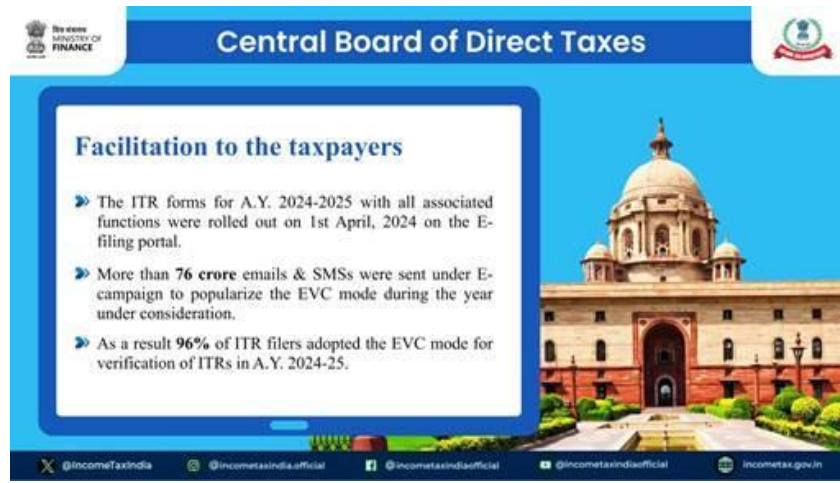 वित्त मंत्रालय
MINISTRY OF
FINANCE
Central Board of Direct Taxes
Facilitation to the taxpayers
The ITR forms for A.Y. 2024-2025 with all associated
functions were rolled out on 1st April, 2024 on the E-
filing portal.
More than 76 crore emails & SMSs were sent under E-
campaign to popularize the EVC mode during the year
under consideration.
As a result 96% of ITR filers adopted the EVC mode for
verification of ITRs in A.Y. 2024-25.
@IncomeTaxIndia
@incometaxindia.official
@incometaxindiaofficial
@incometaxindiaofficial
incometax.gov.in